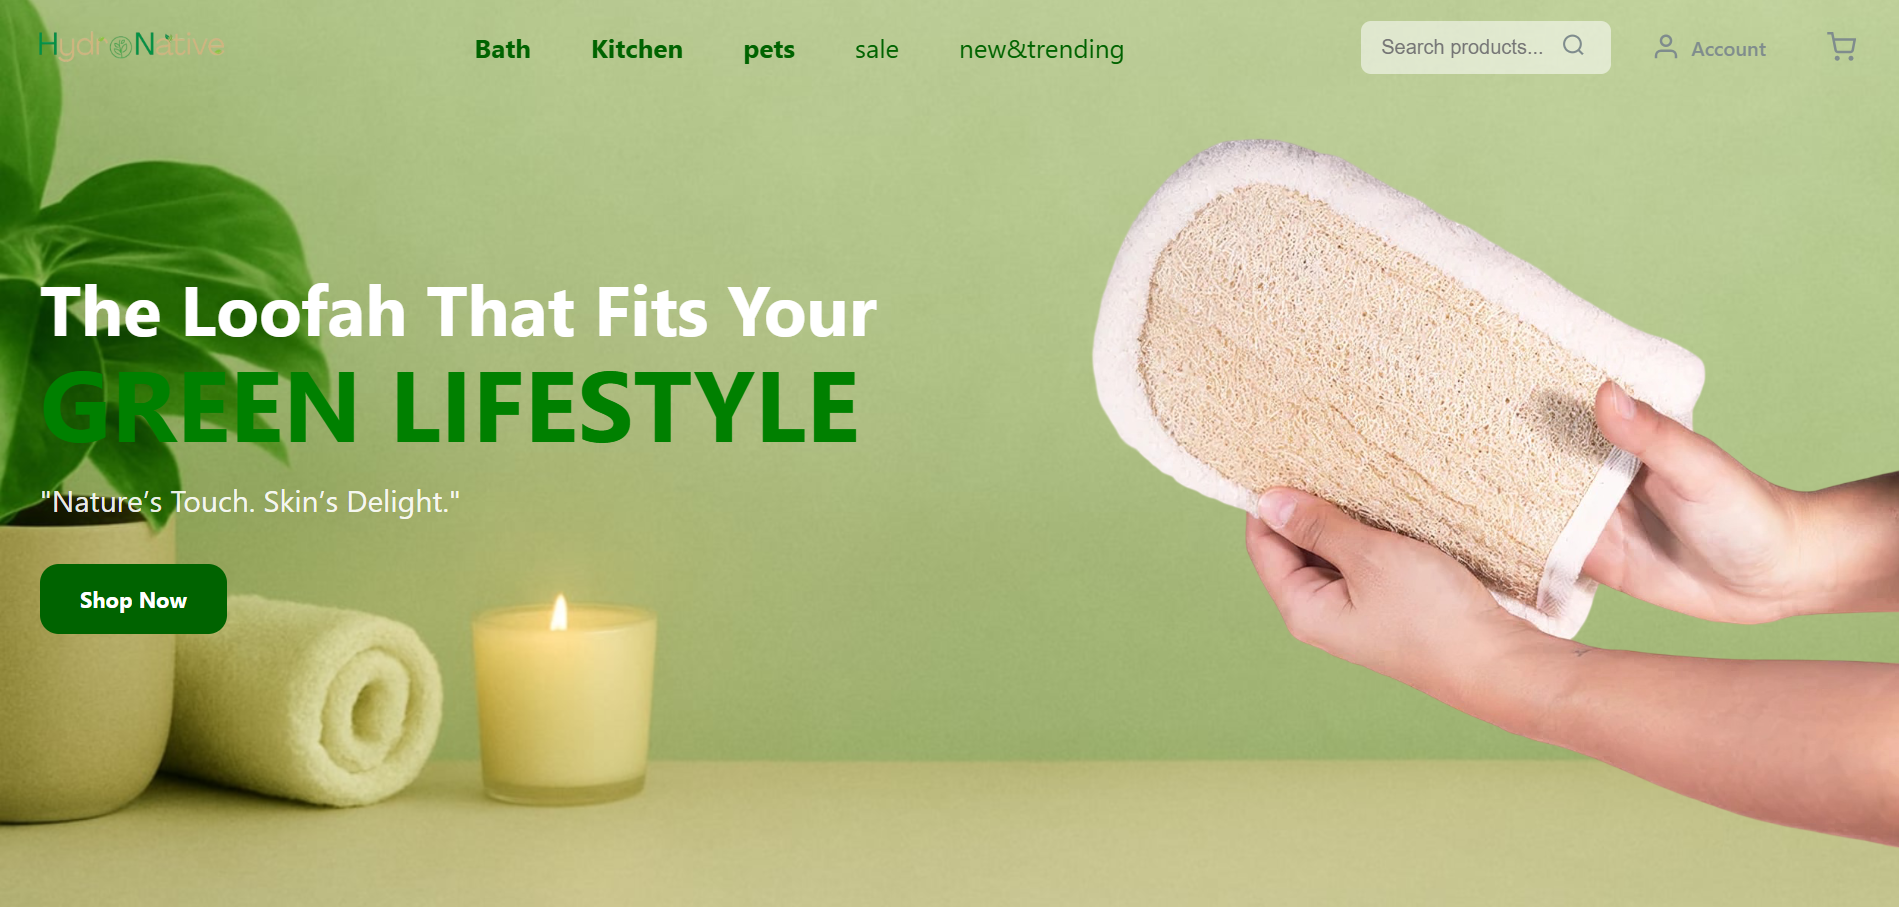 HydroNative
Bath Kitchen pets sale new&trending
Search products...
Account
The Loofah That Fits Your
GREEN LIFESTYLE
"Nature’s Touch. Skin’s Delight."
Shop Now